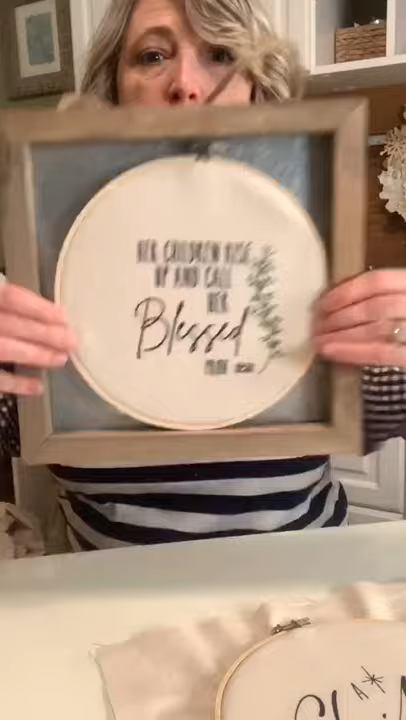 HER CHILDREN RISE
UP AND CALL
HER
Blessed
A